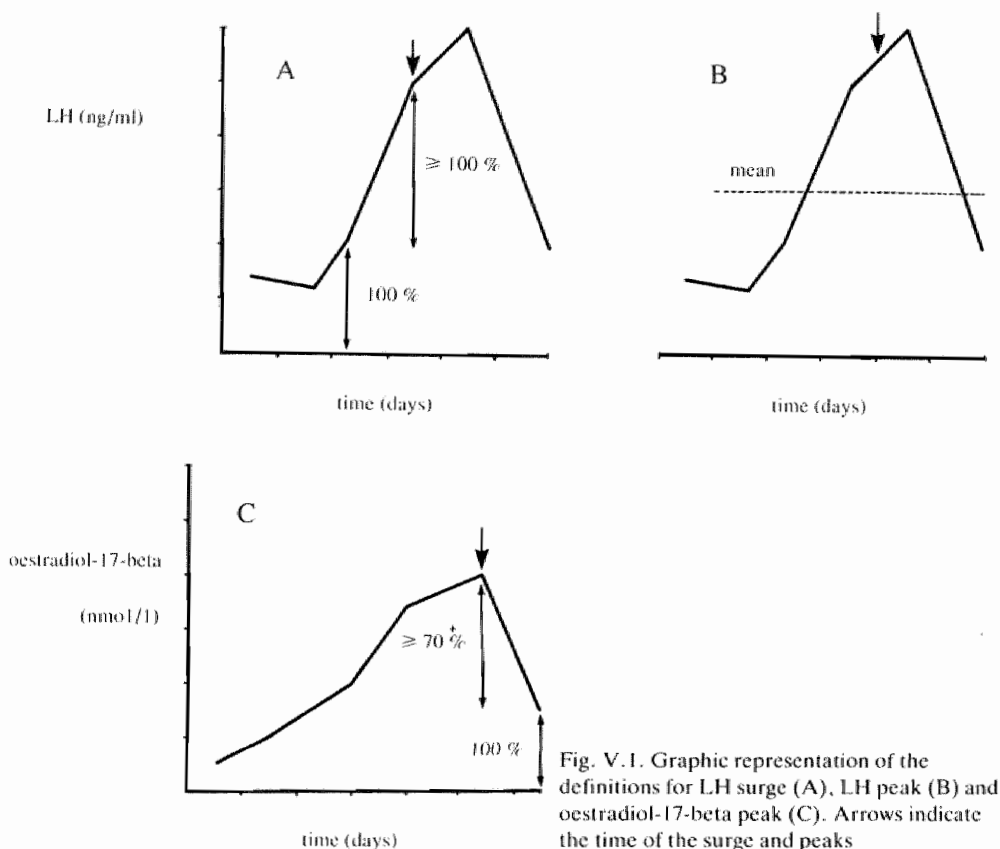 A
LH (ng/ml)
≥ 100 %
100 %
time (days)
B
mean
time (days)
C
oestradiol-17-beta
(nmo1/1)
≥ 70 +%
100 %
time (days)
Fig. V.1. Graphic representation of the
definitions for LH surge (A), LH peak (B) and
oestradiol-17-beta peak (C). Arrows indicate
the time of the surge and peaks